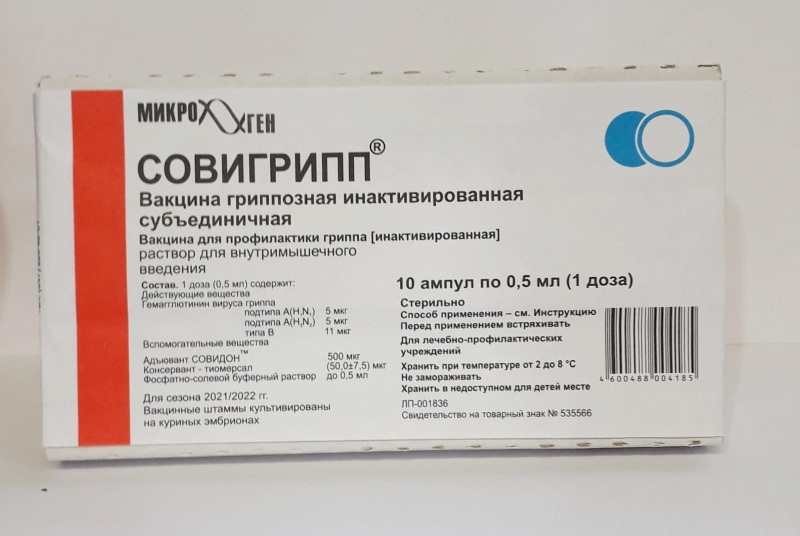 МИКРОГЕН
СОВИГРИПП®
Вакцина гриппозная инактивированная
субъединичная
Вакцина для профилактики гриппа [инактивированная]
раствор для внутримышечного
введения
Состав. 1 доза (0,5 мл) содержит:
Действующие вещества
Гемагглютинин вируса гриппа
подтипа А(H₁N₁) 5 мкг
подтипа А(H₃N₂) 5 мкг
типа В 11 мкг
Вспомогательные вещества
Адъювант СОВИДОН™ 500 мкг
Консервант - тиомерсал (50,0±7,5) мкг
Фосфатно-солевой буферный раствор до 0,5 мл
Для сезона 2021/2022 гг.
Вакцинные штаммы культивированы
на куриных эмбрионах
10 ампул по 0,5 мл (1 доза)
Стерильно
Способ применения – см. Инструкцию
Перед применением встряхивать
Для лечебно-профилактических
учреждений
Хранить при температуре от 2 до 8 °С
Не замораживать
Хранить в недоступном для детей месте
ЛП-001836
Свидетельство на товарный знак № 535566
4600488004185